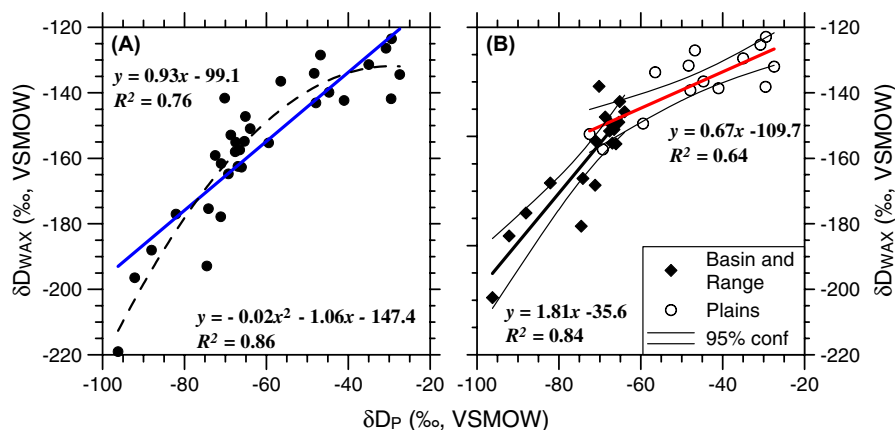 (A)
y = 0.93x - 99.1
R² = 0.76
y = - 0.02x² - 1.06x - 147.4
R² = 0.86
δDWAX (‰, VSMOW)
-120
-140
-160
-180
-200
-220
-100 -80 -60 -40 -20
(B)
y = 0.67x -109.7
R² = 0.64
y = 1.81x -35.6
R² = 0.84
Basin and
Range
Plains
95% conf
-120
-140
-160
-180
-200
-220
δDWAX (‰, VSMOW)
-100 -80 -60 -40 -20
δDP (‰, VSMOW)